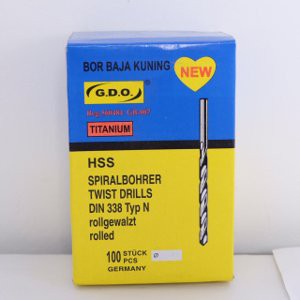 BOR BAJA KUNING
NEW
G.D.O.
TITANIUM
HSS
SPIRALBOHRER
TWIST DRILLS
DIN 338 Typ N
rollgewalzt
rolled
100 STÜCK
PCS
Ø
GERMANY